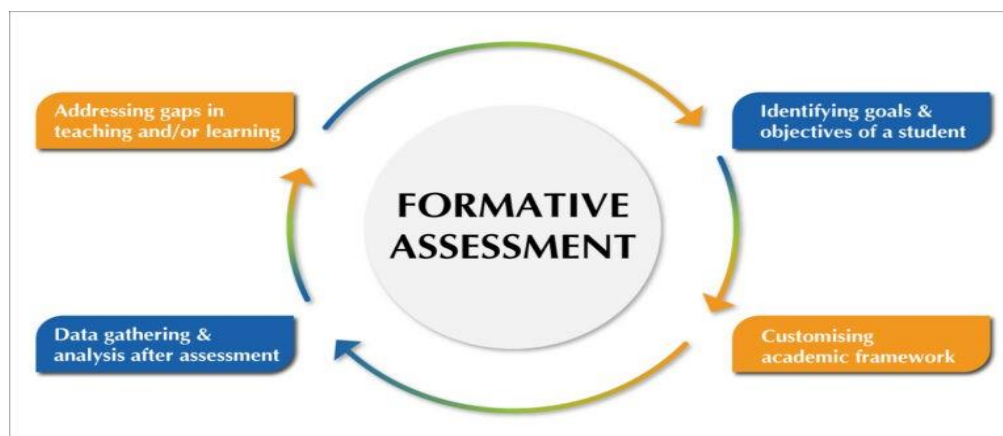 Addressing gaps in
teaching and/or learning
Identifying goals &
objectives of a student
FORMATIVE
ASSESSMENT
Data gathering &
analysis after assessment
Customising
academic framework